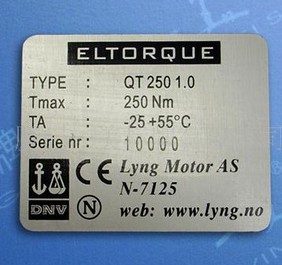 ELTORQUE
TYPE : QT 250 1.0
Tmax : 250 Nm
TA : -25 +55°C
Serie nr : 10000
CE Lyng Motor AS
N-7125
DNV N web: www.lyng.no